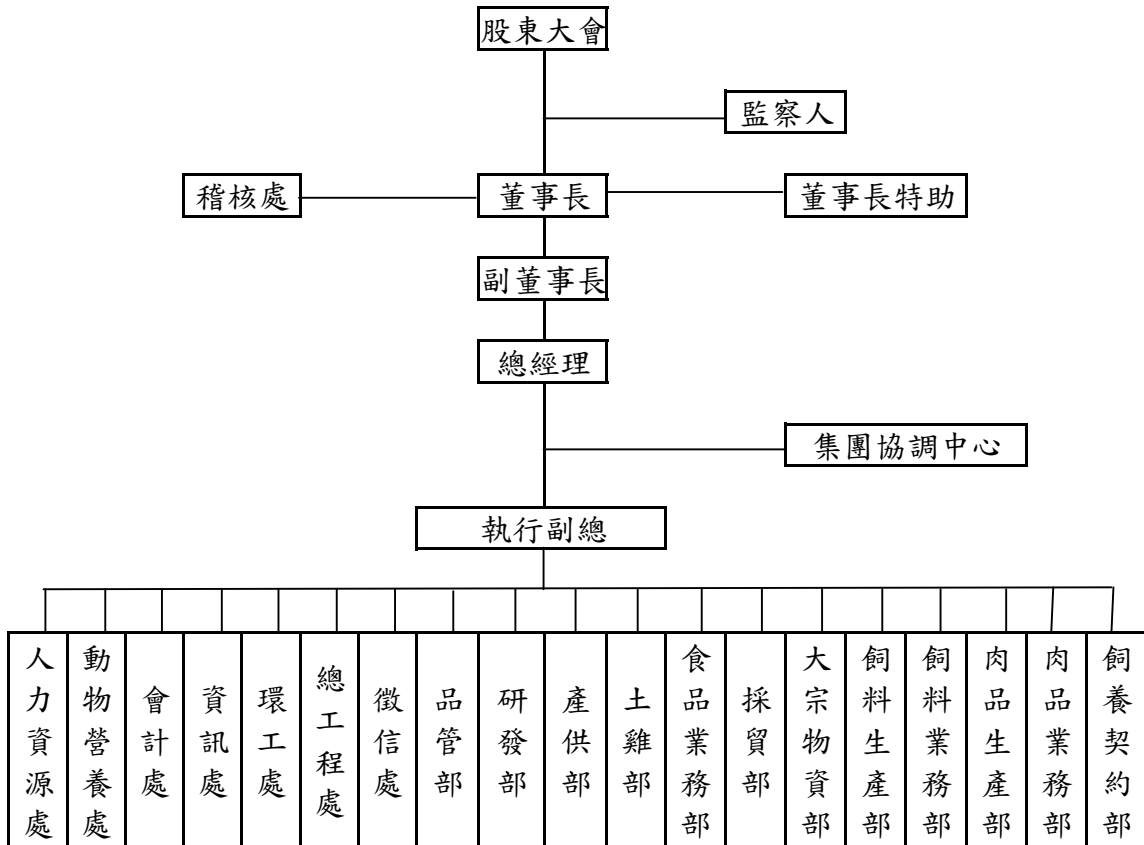 股東大會
監察人
稽核處
董事長
董事長特助
副董事長
總經理
集團協調中心
執行副總
人力資源處
動物營養處
會計處
資訊處
環工處
總工程處
徵信處
品管部
研發部
產供部
土雞部
食品業務部
採貿部
大宗物資部
飼料生產部
飼料業務部
肉品生產部
肉品業務部
飼養契約部